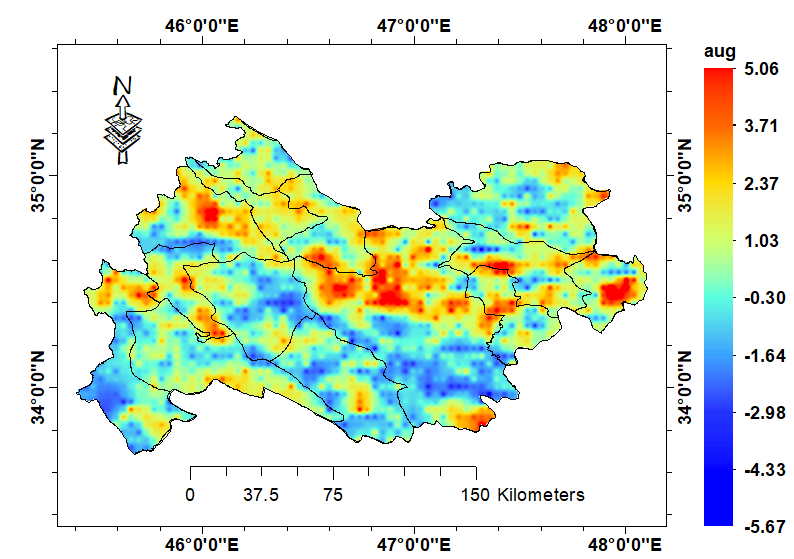 46°0'0"E 47°0'0"E 48°0'0"E
aug
5.06
3.71
2.37
1.03
-0.30
-1.64
-2.98
-4.33
-5.67
N
35°0'0"N 35°0'0"N
34°0'0"N 34°0'0"N
0 37.5 75 150 Kilometers
46°0'0"E 47°0'0"E 48°0'0"E